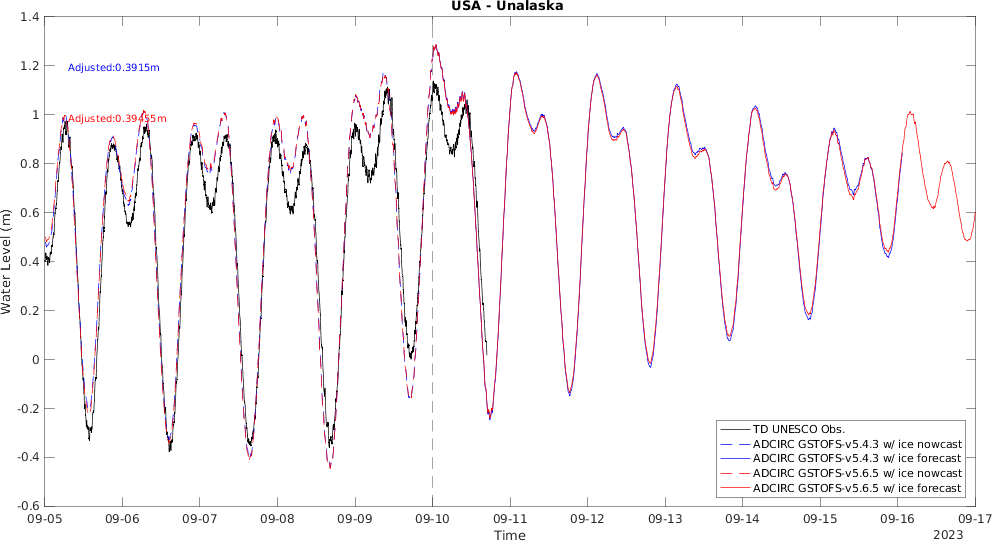 USA - Unalaska
1.4
1.2
1
0.8
0.6
0.4
0.2
0
-0.2
-0.4
-0.6
Water Level (m)
Adjusted:0.3915m
Adjusted:0.39455m
TD UNESCO Obs.
ADCIRC GSTOFS-v5.4.3 w/ ice nowcast
ADCIRC GSTOFS-v5.4.3 w/ ice forecast
ADCIRC GSTOFS-v5.6.5 w/ ice nowcast
ADCIRC GSTOFS-v5.6.5 w/ ice forecast
09-05 09-06 09-07 09-08 09-09 09-10 09-11 09-12 09-13 09-14 09-15 09-16 09-17
Time
2023